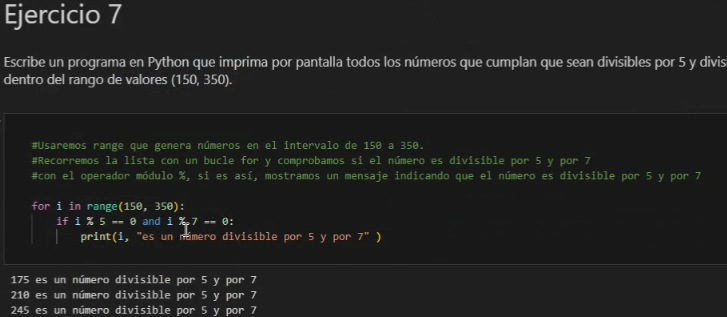 Ejercicio 7
Escribe un programa en Python que imprima por pantalla todos los números que cumplan que sean divisibles por 5 y
dentro del rango de valores (150, 350).
#Usaremos range que genera números en el intervalo de 150 a 350.
#Recorremos la lista con un bucle for y comprobamos si el número es divisible por 5 y por 7
#con el operador módulo %, si es así, mostramos un mensaje indicando que el número es divisible por 5 y por 7
for i in range(150, 350):
if i % 5 == 0 and i % 7 == 0:
print(i, "es un número divisible por 5 y por 7" )
175 es un número divisible por 5 y por 7
210 es un número divisible por 5 y por 7
245 es un número divisible por 5 y por 7